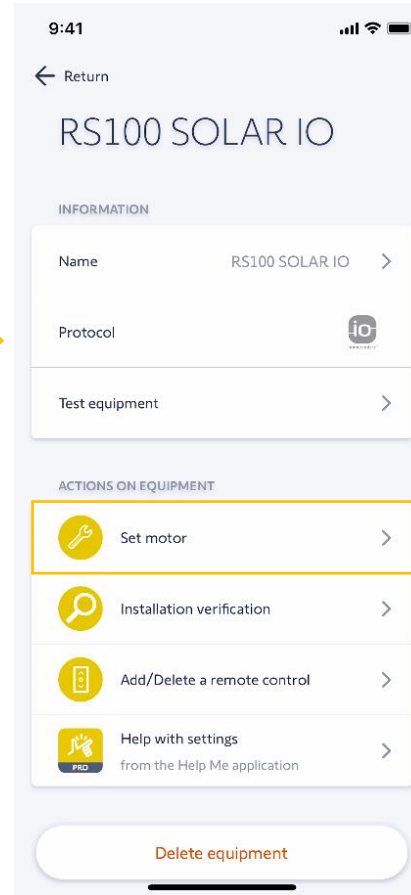 9:41
Return
RS100 SOLAR IO
INFORMATION
Name RS100 SOLAR IO
Protocol io
Test equipment
ACTIONS ON EQUIPMENT
Set motor
Installation verification
Add/Delete a remote control
Help with settings
PRO from the Help Me application
Delete equipment